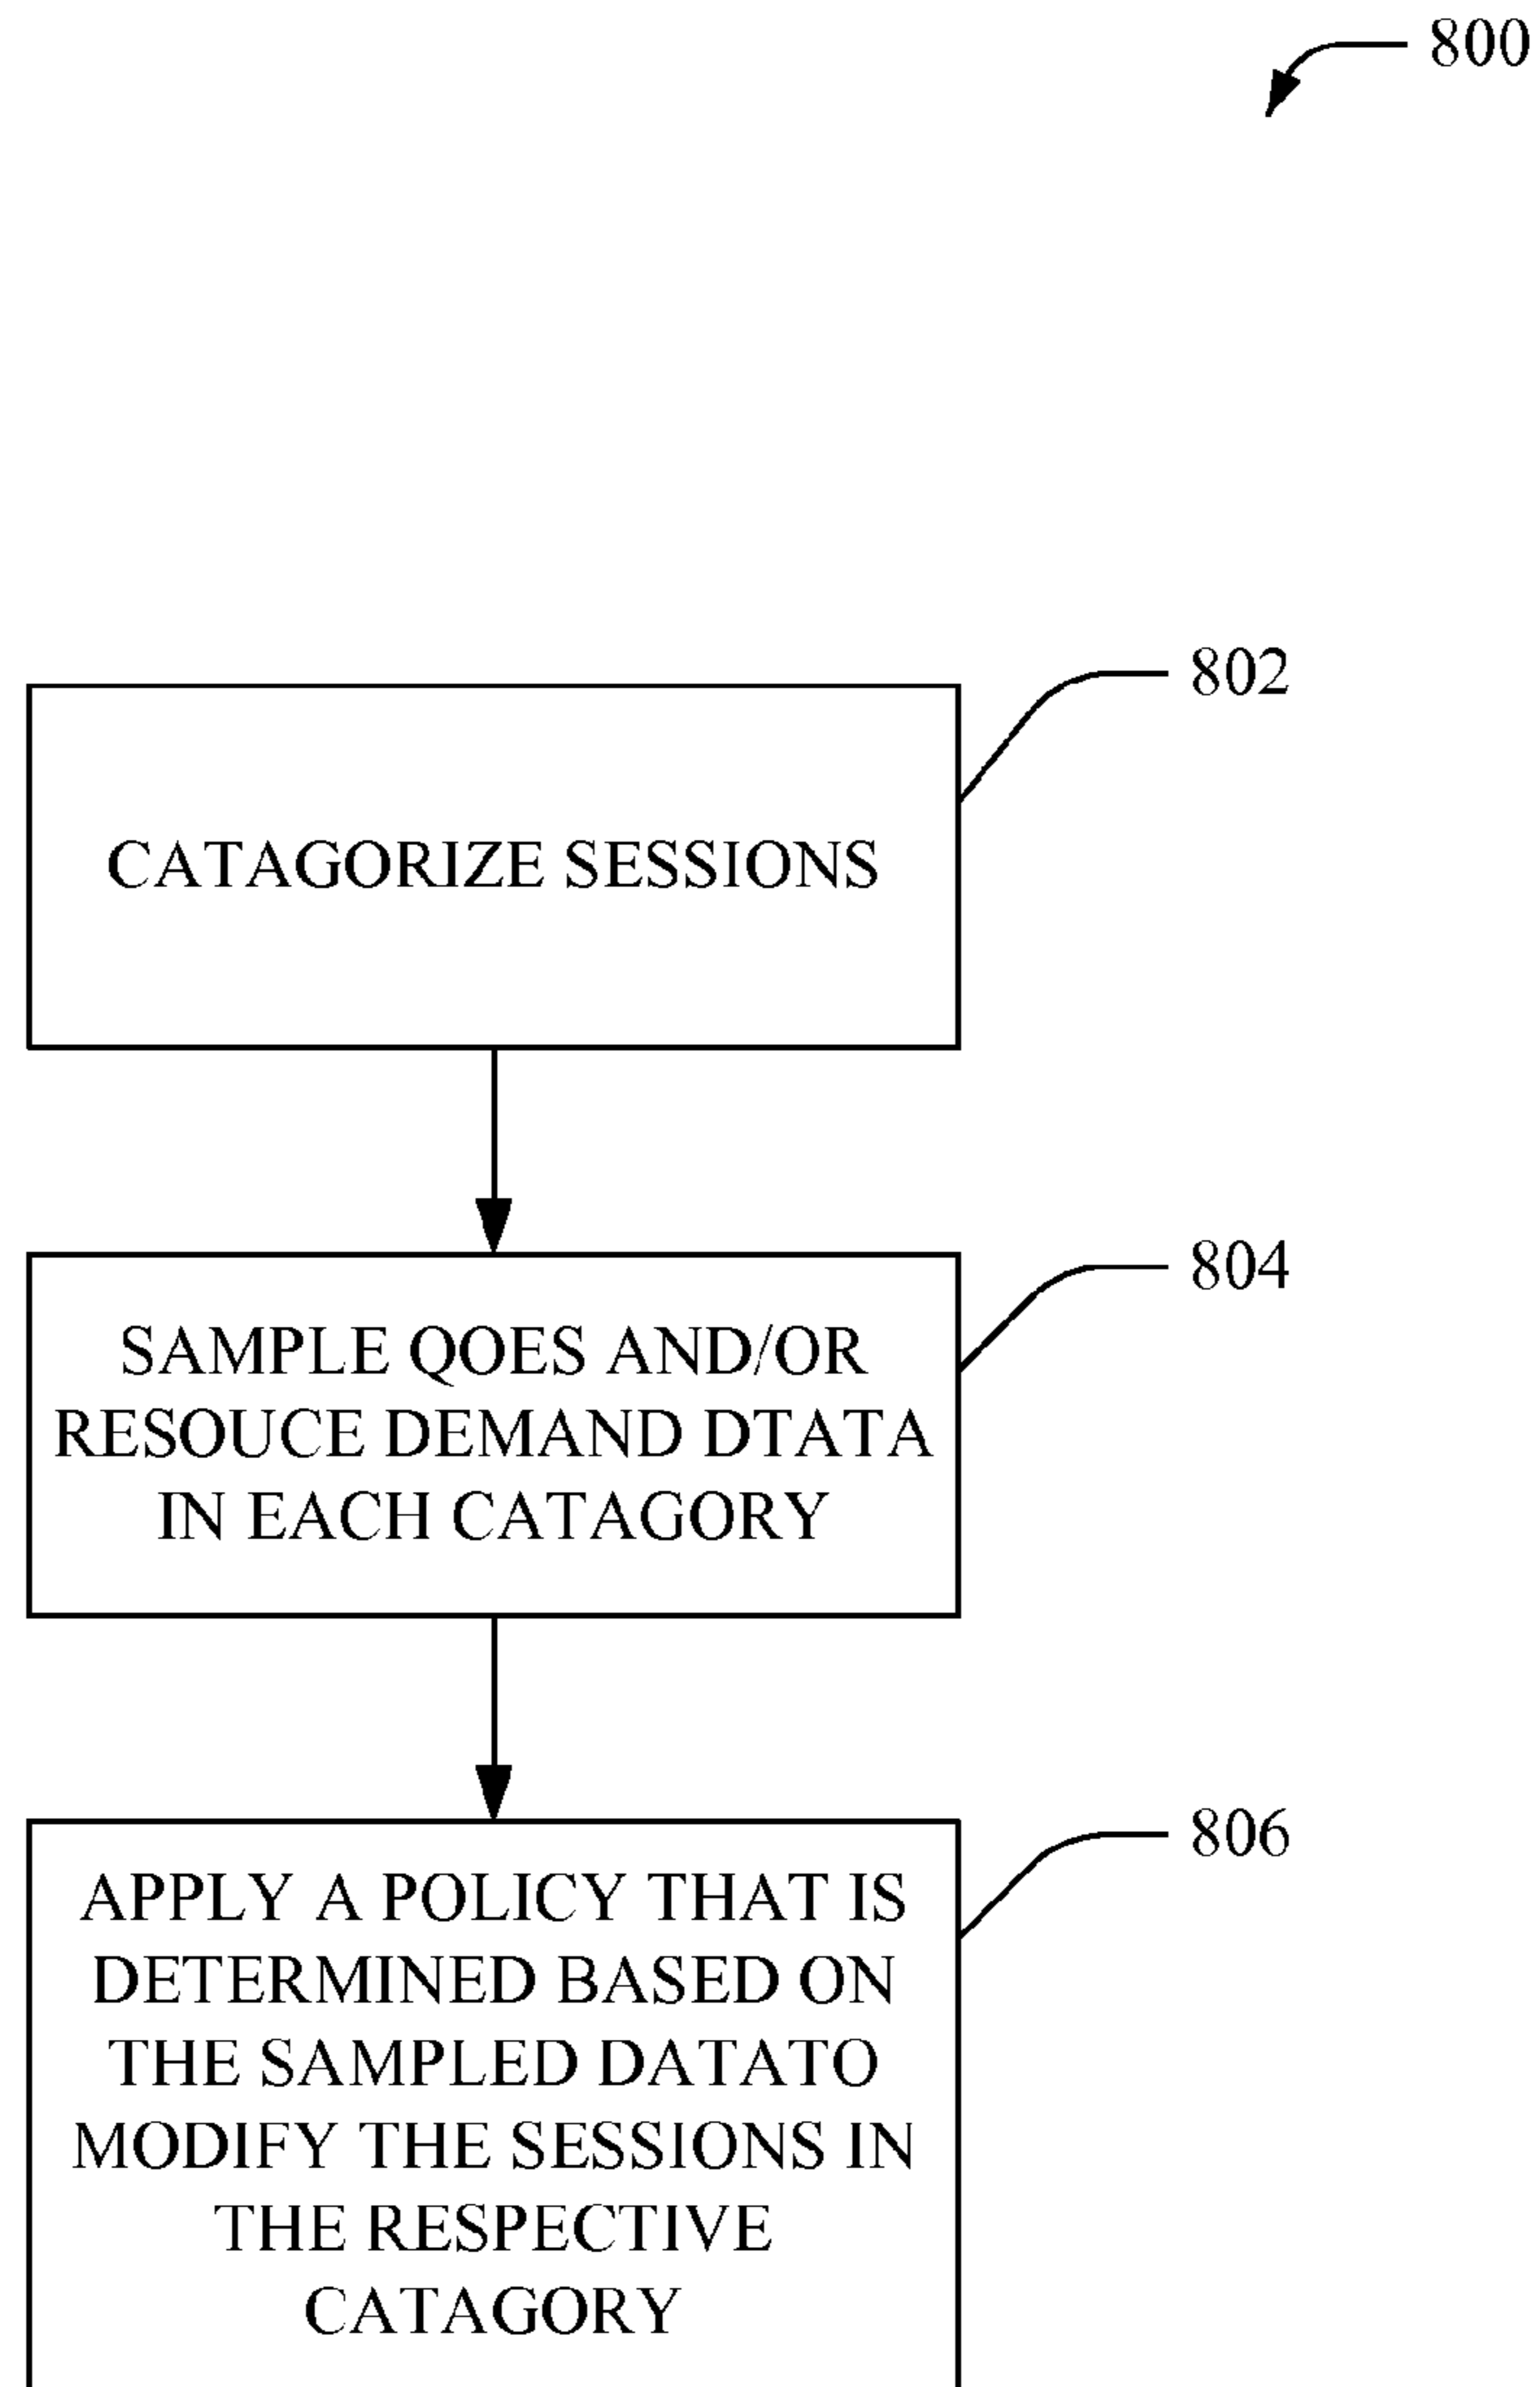 800
802
CATAGORIZE SESSIONS
804
SAMPLE QOES AND/OR
RESOUCE DEMAND DTATA
IN EACH CATAGORY
806
APPLY A POLICY THAT IS
DETERMINED BASED ON
THE SAMPLED DATATO
MODIFY THE SESSIONS IN
THE RESPECTIVE
CATAGORY